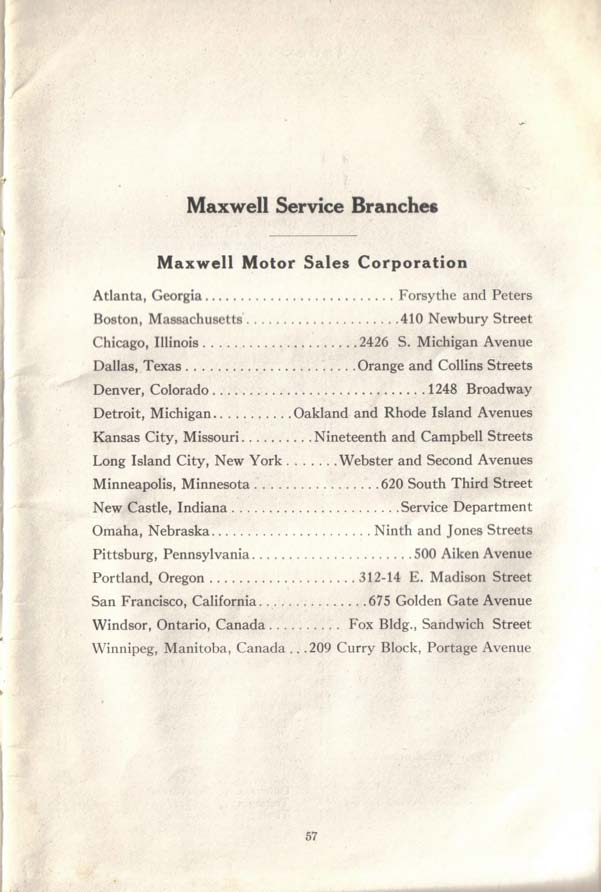 Maxwell Service Branches
Maxwell Motor Sales Corporation
Atlanta, Georgia........................... Forsythe and Peters
Boston, Massachusetts.....................410 Newbury Street
Chicago, Illinois.....................2426 S. Michigan Avenue
Dallas, Texas........................Orange and Collins Streets
Denver, Colorado.............................1248 Broadway
Detroit, Michigan...........Oakland and Rhode Island Avenues
Kansas City, Missouri..........Nineteenth and Campbell Streets
Long Island City, New York.......Webster and Second Avenues
Minneapolis, Minnesota.................620 South Third Street
New Castle, Indiana.......................Service Department
Omaha, Nebraska...................... Ninth and Jones Streets
Pittsburg, Pennsylvania......................500 Aiken Avenue
Portland, Oregon....................312-14 E. Madison Street
San Francisco, California...............675 Golden Gate Avenue
Windsor, Ontario, Canada.......... Fox Bldg., Sandwich Street
Winnipeg, Manitoba, Canada...209 Curry Block, Portage Avenue
57